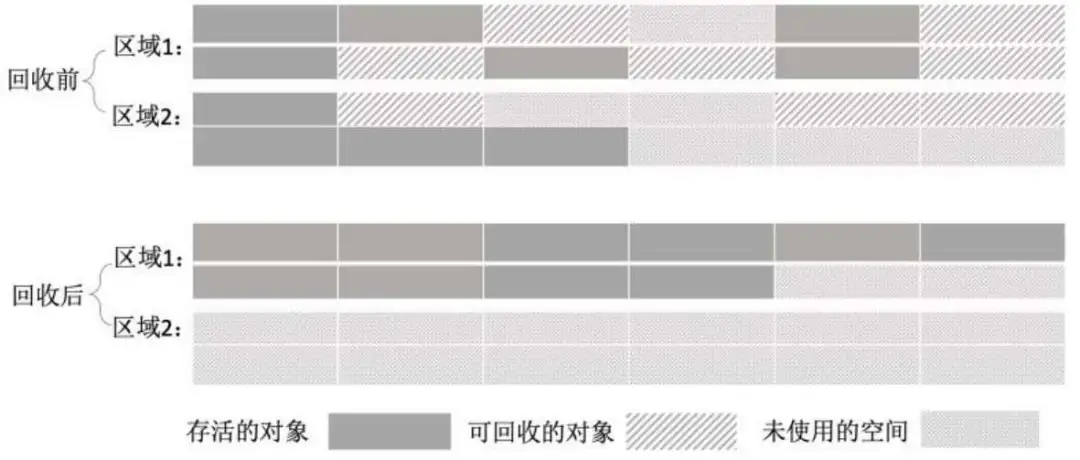 回收前
区域1：
区域2：
回收后
区域1：
区域2：
存活的对象 可回收的对象 未使用的空间